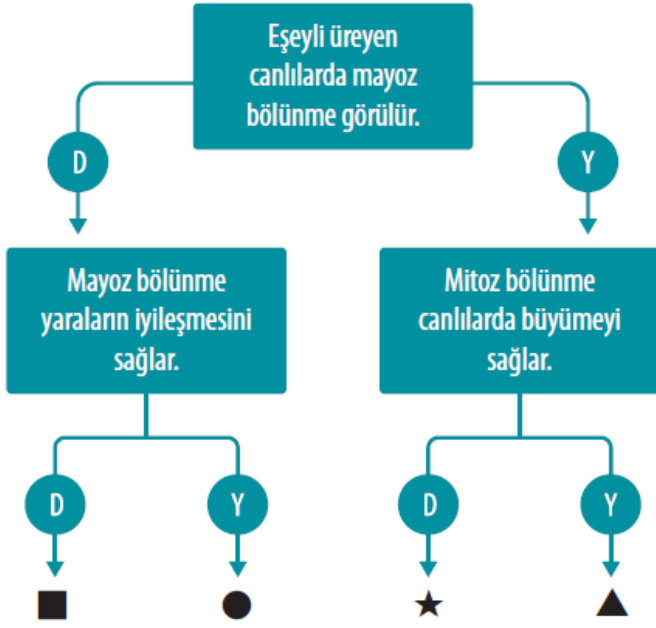 Eşeyli üreyen
canlılarda mayoz
bölünme görülür.
D
Y
Mayoz bölünme
yaraların iyileşmesini
sağlar.
Mitoz bölünme
canlılarda büyümeyi
sağlar.
D
Y
D
Y